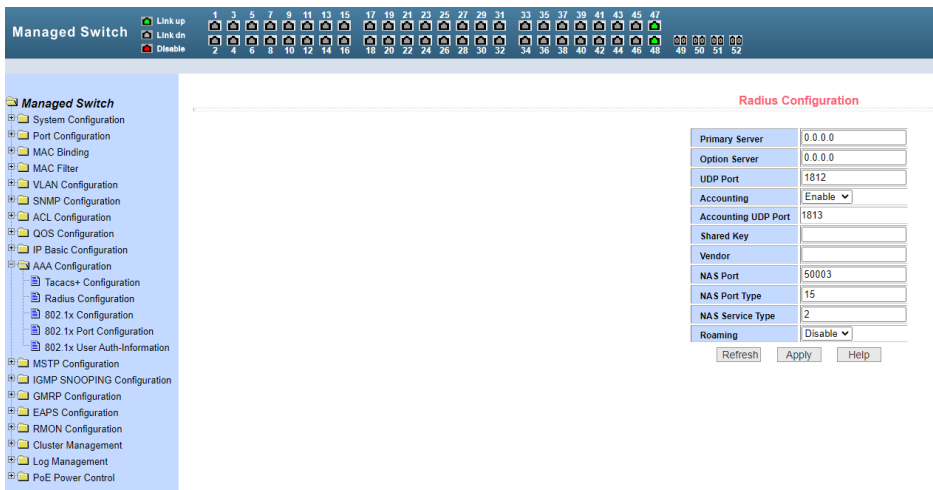 Managed Switch
Link up
Link dn
Disable
1 3 5 7 9 11 13 15 17 19 21 23 25 27 29 31 33 35 37 39 41 43 45 47
2 4 6 8 10 12 14 16 18 20 22 24 26 28 30 32 34 36 38 40 42 44 46 48 49 50 51 52
Managed Switch
System Configuration
Port Configuration
MAC Binding
MAC Filter
VLAN Configuration
SNMP Configuration
ACL Configuration
QOS Configuration
IP Basic Configuration
AAA Configuration
Tacacs+ Configuration
Radius Configuration
802.1x Configuration
802.1x Port Configuration
802.1x User Auth-Information
MSTP Configuration
IGMP SNOOPING Configuration
GMRP Configuration
EAPS Configuration
RMON Configuration
Cluster Management
Log Management
PoE Power Control
Radius Configuration
Primary Server 0.0.0.0
Option Server 0.0.0.0
UDP Port 1812
Accounting Enable
Accounting UDP Port 1813
Shared Key
Vendor
NAS Port 50003
NAS Port Type 15
NAS Service Type 2
Roaming Disable
Refresh Apply Help